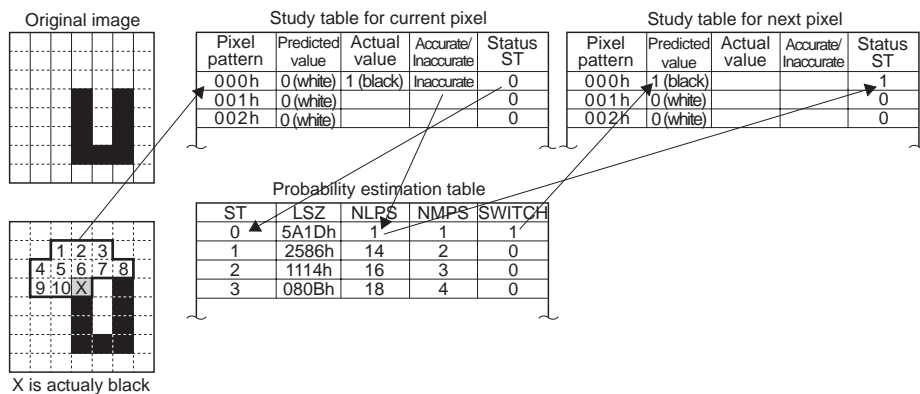 Original image
Study table for current pixel
Pixel pattern Predicted value Actual value Accurate/ Inaccurate Status ST
000h 0 (white) 1 (black) Inaccurate 0
001h 0 (white) 0
002h 0 (white) 0
Study table for next pixel
Pixel pattern Predicted value Actual value Accurate/ Inaccurate Status ST
000h 1 (black) 1
001h 0 (white) 0
002h 0 (white) 0
Probability estimation table
ST LSZ NLPS NMPS SWITCH
0 5A1Dh 1 1 1
1 2586h 14 2 0
2 1114h 16 3 0
3 080Bh 18 4 0
1 2 3
4 5 6 7 8
9 10 X
X is actualy black